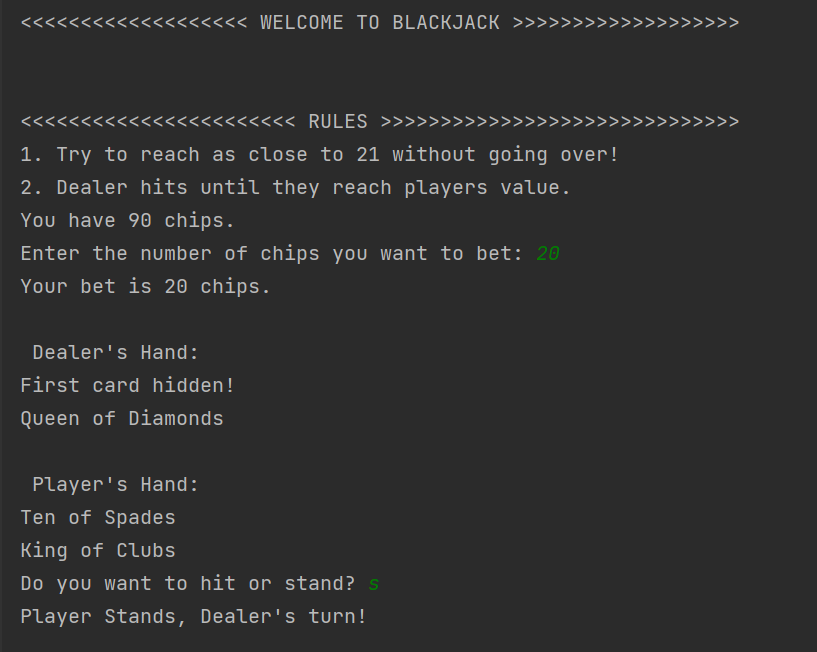 <<<<<<<<<<<<<<<<<<< WELCOME TO BLACKJACK >>>>>>>>>>>>>>>>>>>
<<<<<<<<<<<<<<<<<<<<<<< RULES >>>>>>>>>>>>>>>>>>>>>>>>>>>>>>
1. Try to reach as close to 21 without going over!
2. Dealer hits until they reach players value.
You have 90 chips.
Enter the number of chips you want to bet: 20
Your bet is 20 chips.
Dealer's Hand:
First card hidden!
Queen of Diamonds
Player's Hand:
Ten of Spades
King of Clubs
Do you want to hit or stand? s
Player Stands, Dealer's turn!